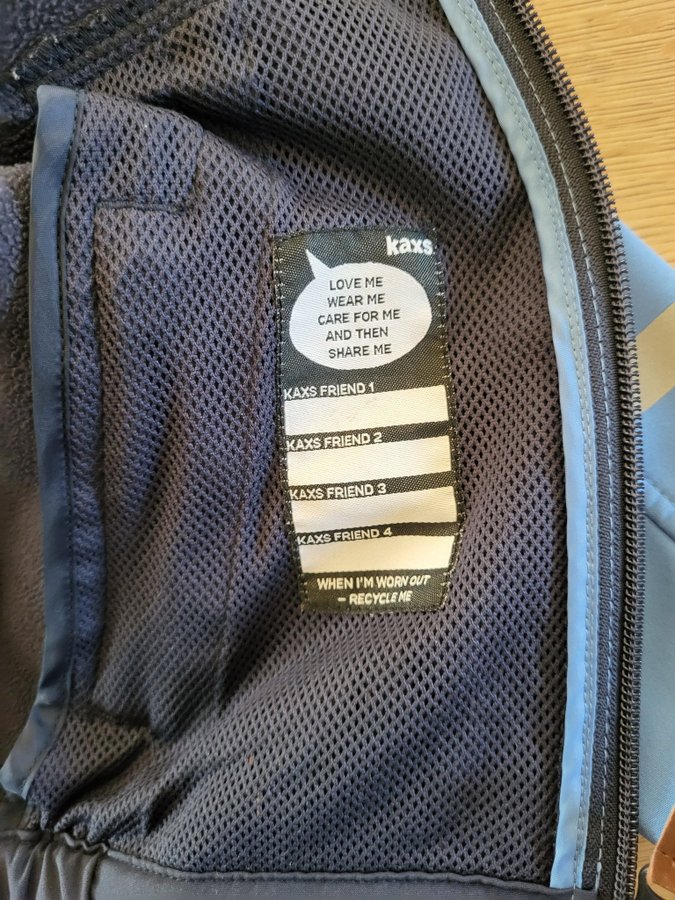 kaxs
LOVE ME
WEAR ME
CARE FOR ME
AND THEN
SHARE ME
KAXS FRIEND 1
KAXS FRIEND 2
KAXS FRIEND 3
KAXS FRIEND 4
WHEN I'M WORN OUT
– RECYCLE ME